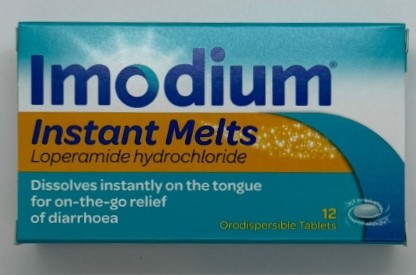 Imodium®
Instant Melts
Loperamide hydrochloride
Dissolves instantly on the tongue
for on-the-go relief
of diarrhoea
12
Orodispersible Tablets